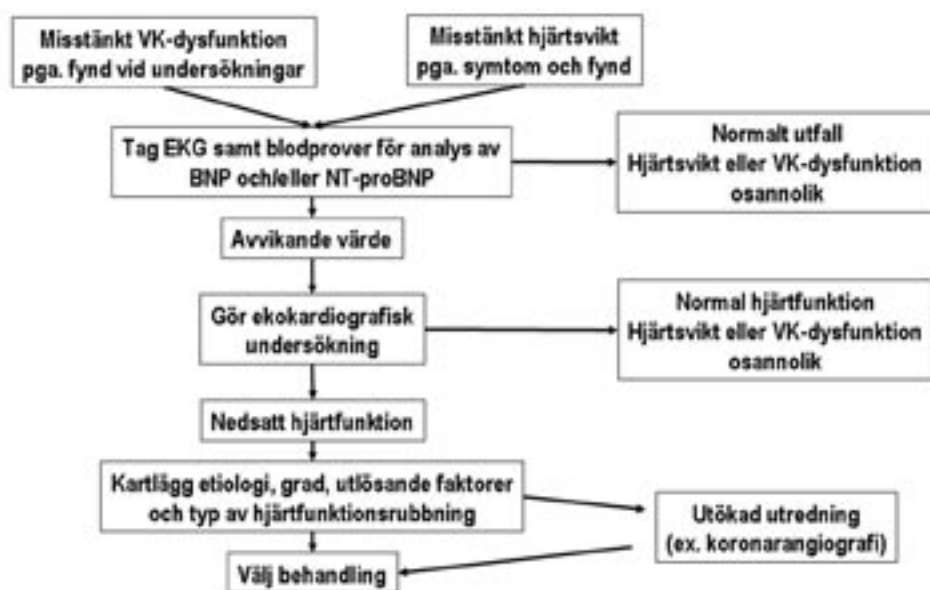 Misstänkt VK-dysfunktion
pga. fynd vid undersökningar
Misstänkt hjärtsvikt
pga. symtom och fynd
Tag EKG samt blodprover för analys av
BNP och/eller NT-proBNP
Normalt utfall
Hjärtsvikt eller VK-dysfunktion
osannolik
Avvikande värde
Gör ekokardiografisk
undersökning
Normal hjärtfunktion
Hjärtsvikt eller VK-dysfunktion
osannolik
Nedsatt hjärtfunktion
Kartlägg etiologi, grad, utlösande faktorer
och typ av hjärtfunktionsrubbning
Utökad utredning
(ex. koronarangiografi)
Välj behandling